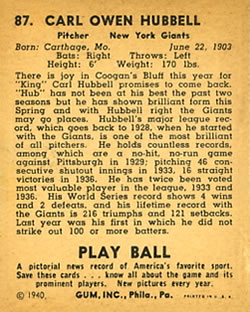 87. CARL OWEN HUBBELL
Pitcher New York Giants
Born: Carthage, Mo. June 22, 1903
Bats: Right Throws: Left
Height: 6' Weight: 170 lbs.
There is joy in Coogan's Bluff this year for
"King" Carl Hubbell promises to come back.
"Hub" has not been at his best the past two
seasons but he has shown brilliant form this
Spring and with Hubbell right the Giants
may go places. Hubbell's major league rec-
ord, which goes back to 1928, when he started
with the Giants, is one of the most brilliant
of all pitchers. He holds countless records,
among which are a no-hit, no-run game
against Pittsburgh in 1929; pitching 46 con-
secutive shutout innings in 1933, 16 straight
victories in 1936. He has twice been voted
most valuable player in the league, in 1933 and
1936. His World Series record shows 4 wins
and 2 defeats, and his lifetime record with
the Giants is 216 triumphs and 121 setbacks.
Last year was his first in which he did not
strike out 100 or more batters.
PLAY BALL
A pictorial news record of America's favorite sport.
Save these cards . . . know all about the game and its
prominent players. New pictures every year.
© 1940, GUM, INC., Phila., Pa. PRINTED IN U.S.A.